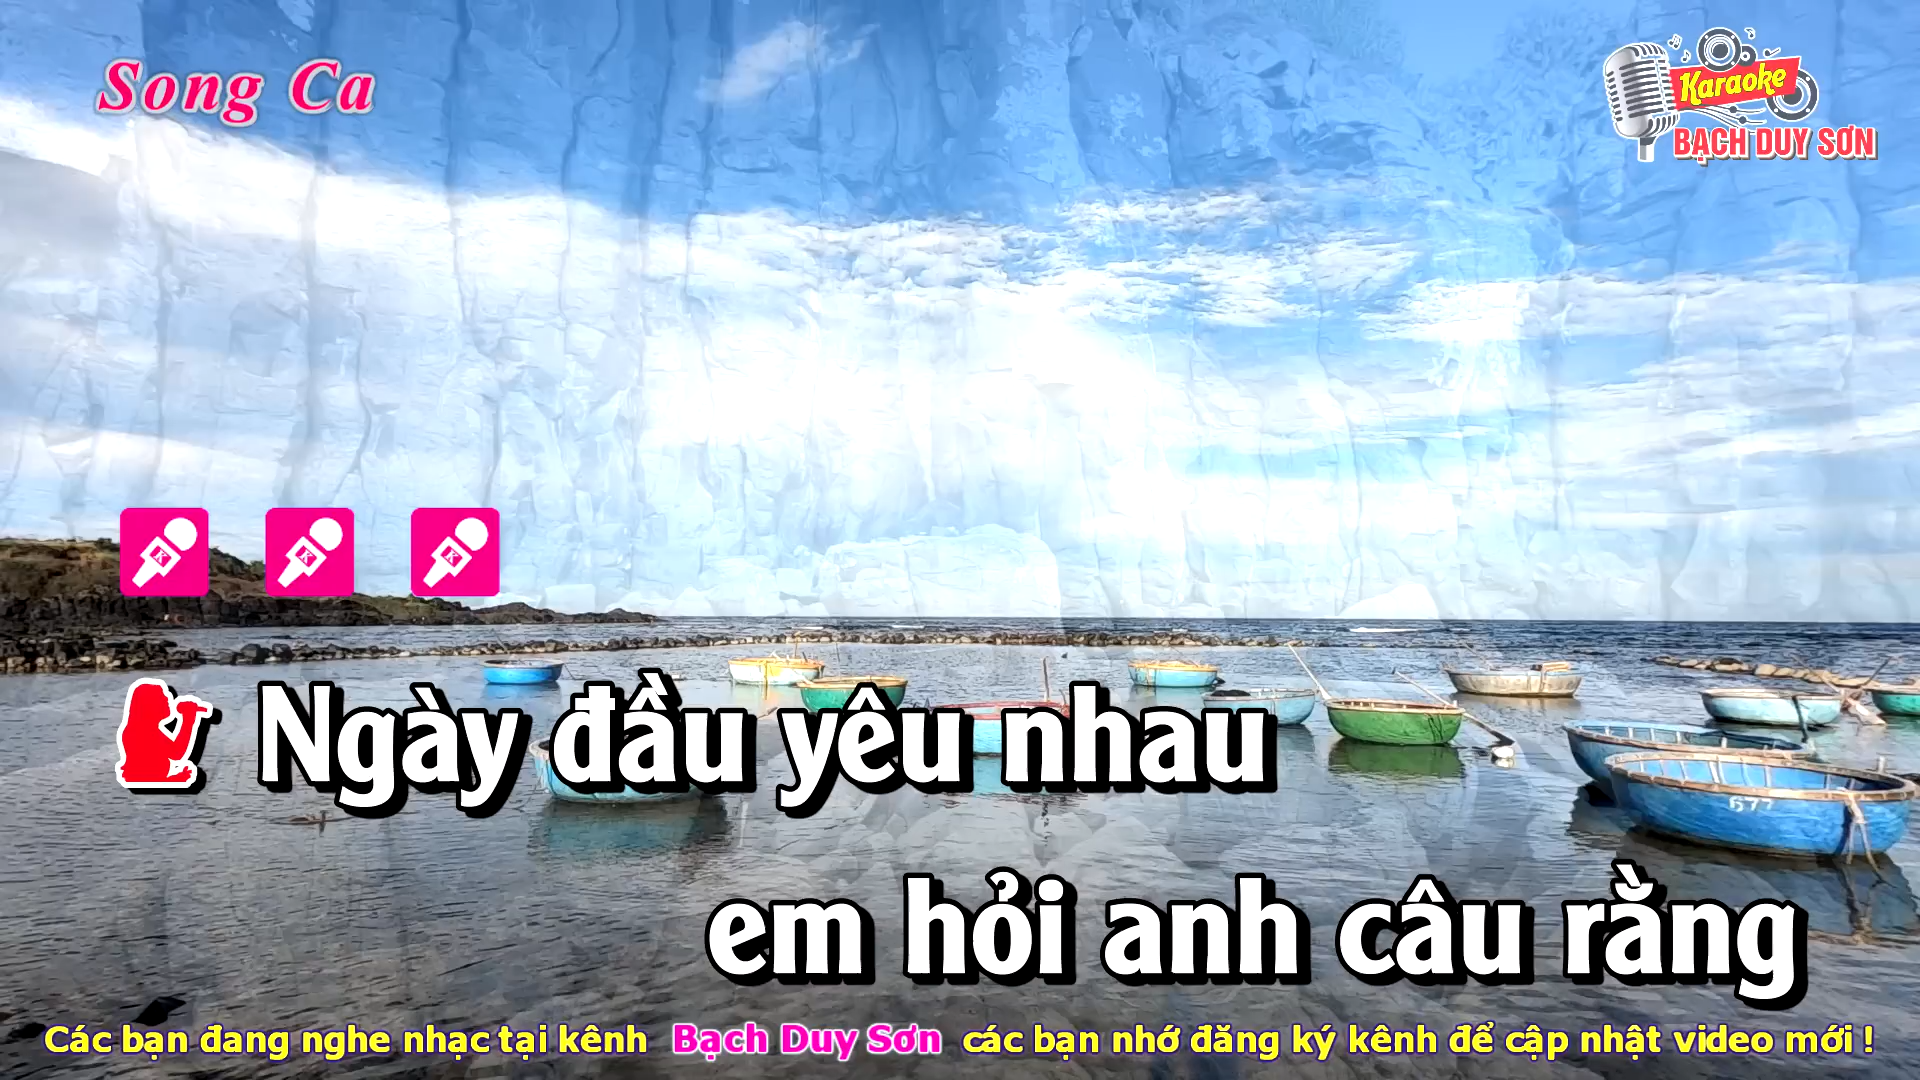 Song Ca
Karaoke
BẠCH DUY SƠN
K K K
Ngày đầu yêu nhau
677
em hỏi anh câu rằng
Các bạn đang nghe nhạc tại kênh Bạch Duy Sơn các bạn nhớ đăng ký kênh để cập nhật video mới !